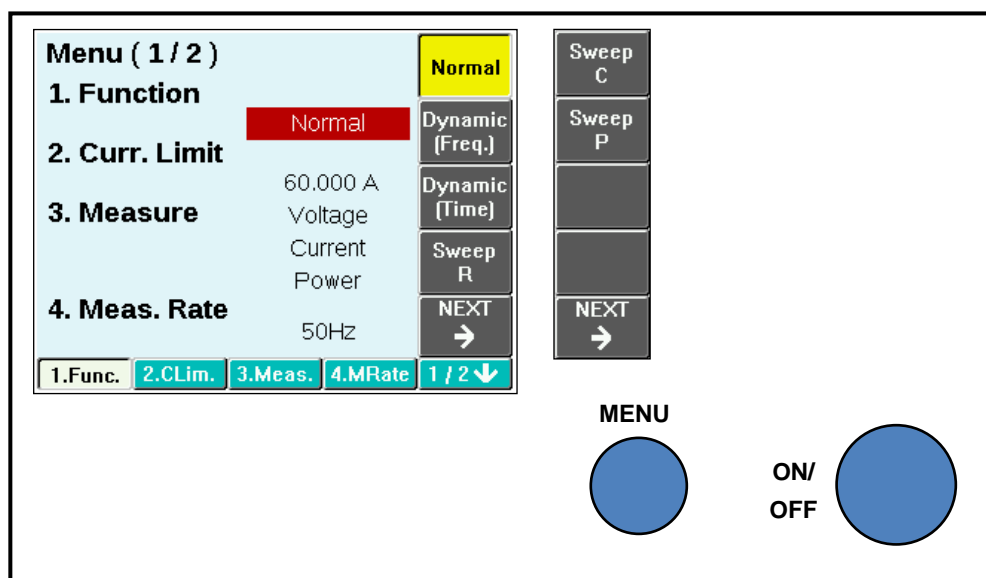 Menu ( 1 / 2 )
1. Function
Normal
2. Curr. Limit
60.000 A
3. Measure
Voltage
Current
Power
4. Meas. Rate
50Hz
Normal
Dynamic
(Freq.)
Dynamic
(Time)
Sweep
R
NEXT
→
1.Func. 2.CLim. 3.Meas. 4.MRate 1 / 2 ↓
Sweep
C
Sweep
P
NEXT
→
MENU
ON/
OFF